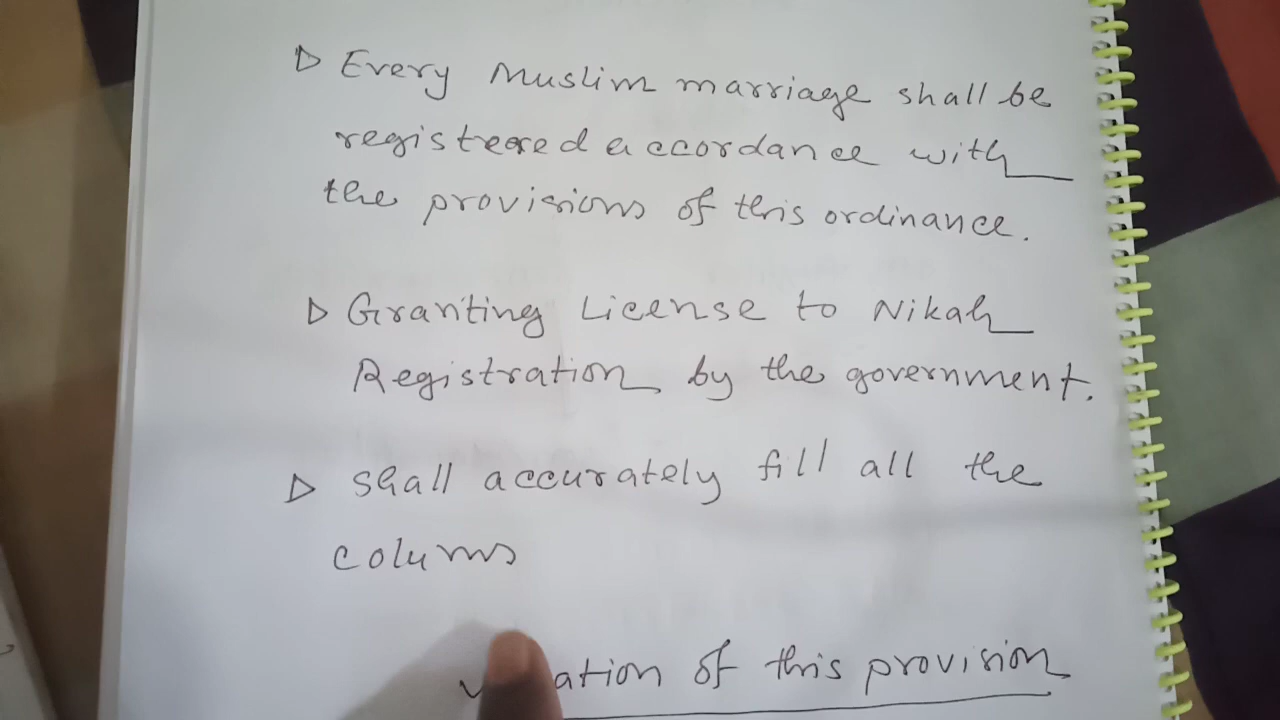 ▷ Every Muslim marriage shall be
registered accordance with
the provisions of this ordinance.
▷ Granting License to Nikah
Registration by the government.
▷ shall accurately fill all the
colums
of this provision